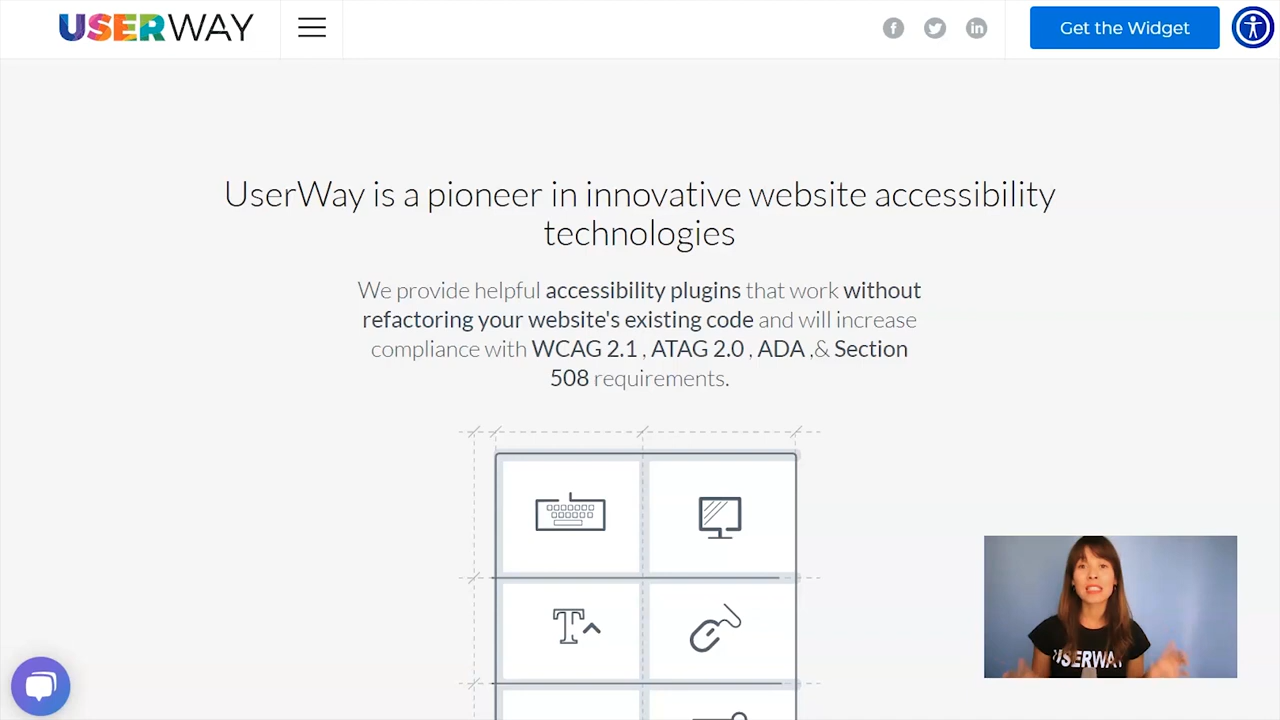 USERWAY
Get the Widget
UserWay is a pioneer in innovative website accessibility
technologies
We provide helpful accessibility plugins that work without
refactoring your website's existing code and will increase
compliance with WCAG 2.1 , ATAG 2.0 , ADA ,& Section
508 requirements.
USERWAY